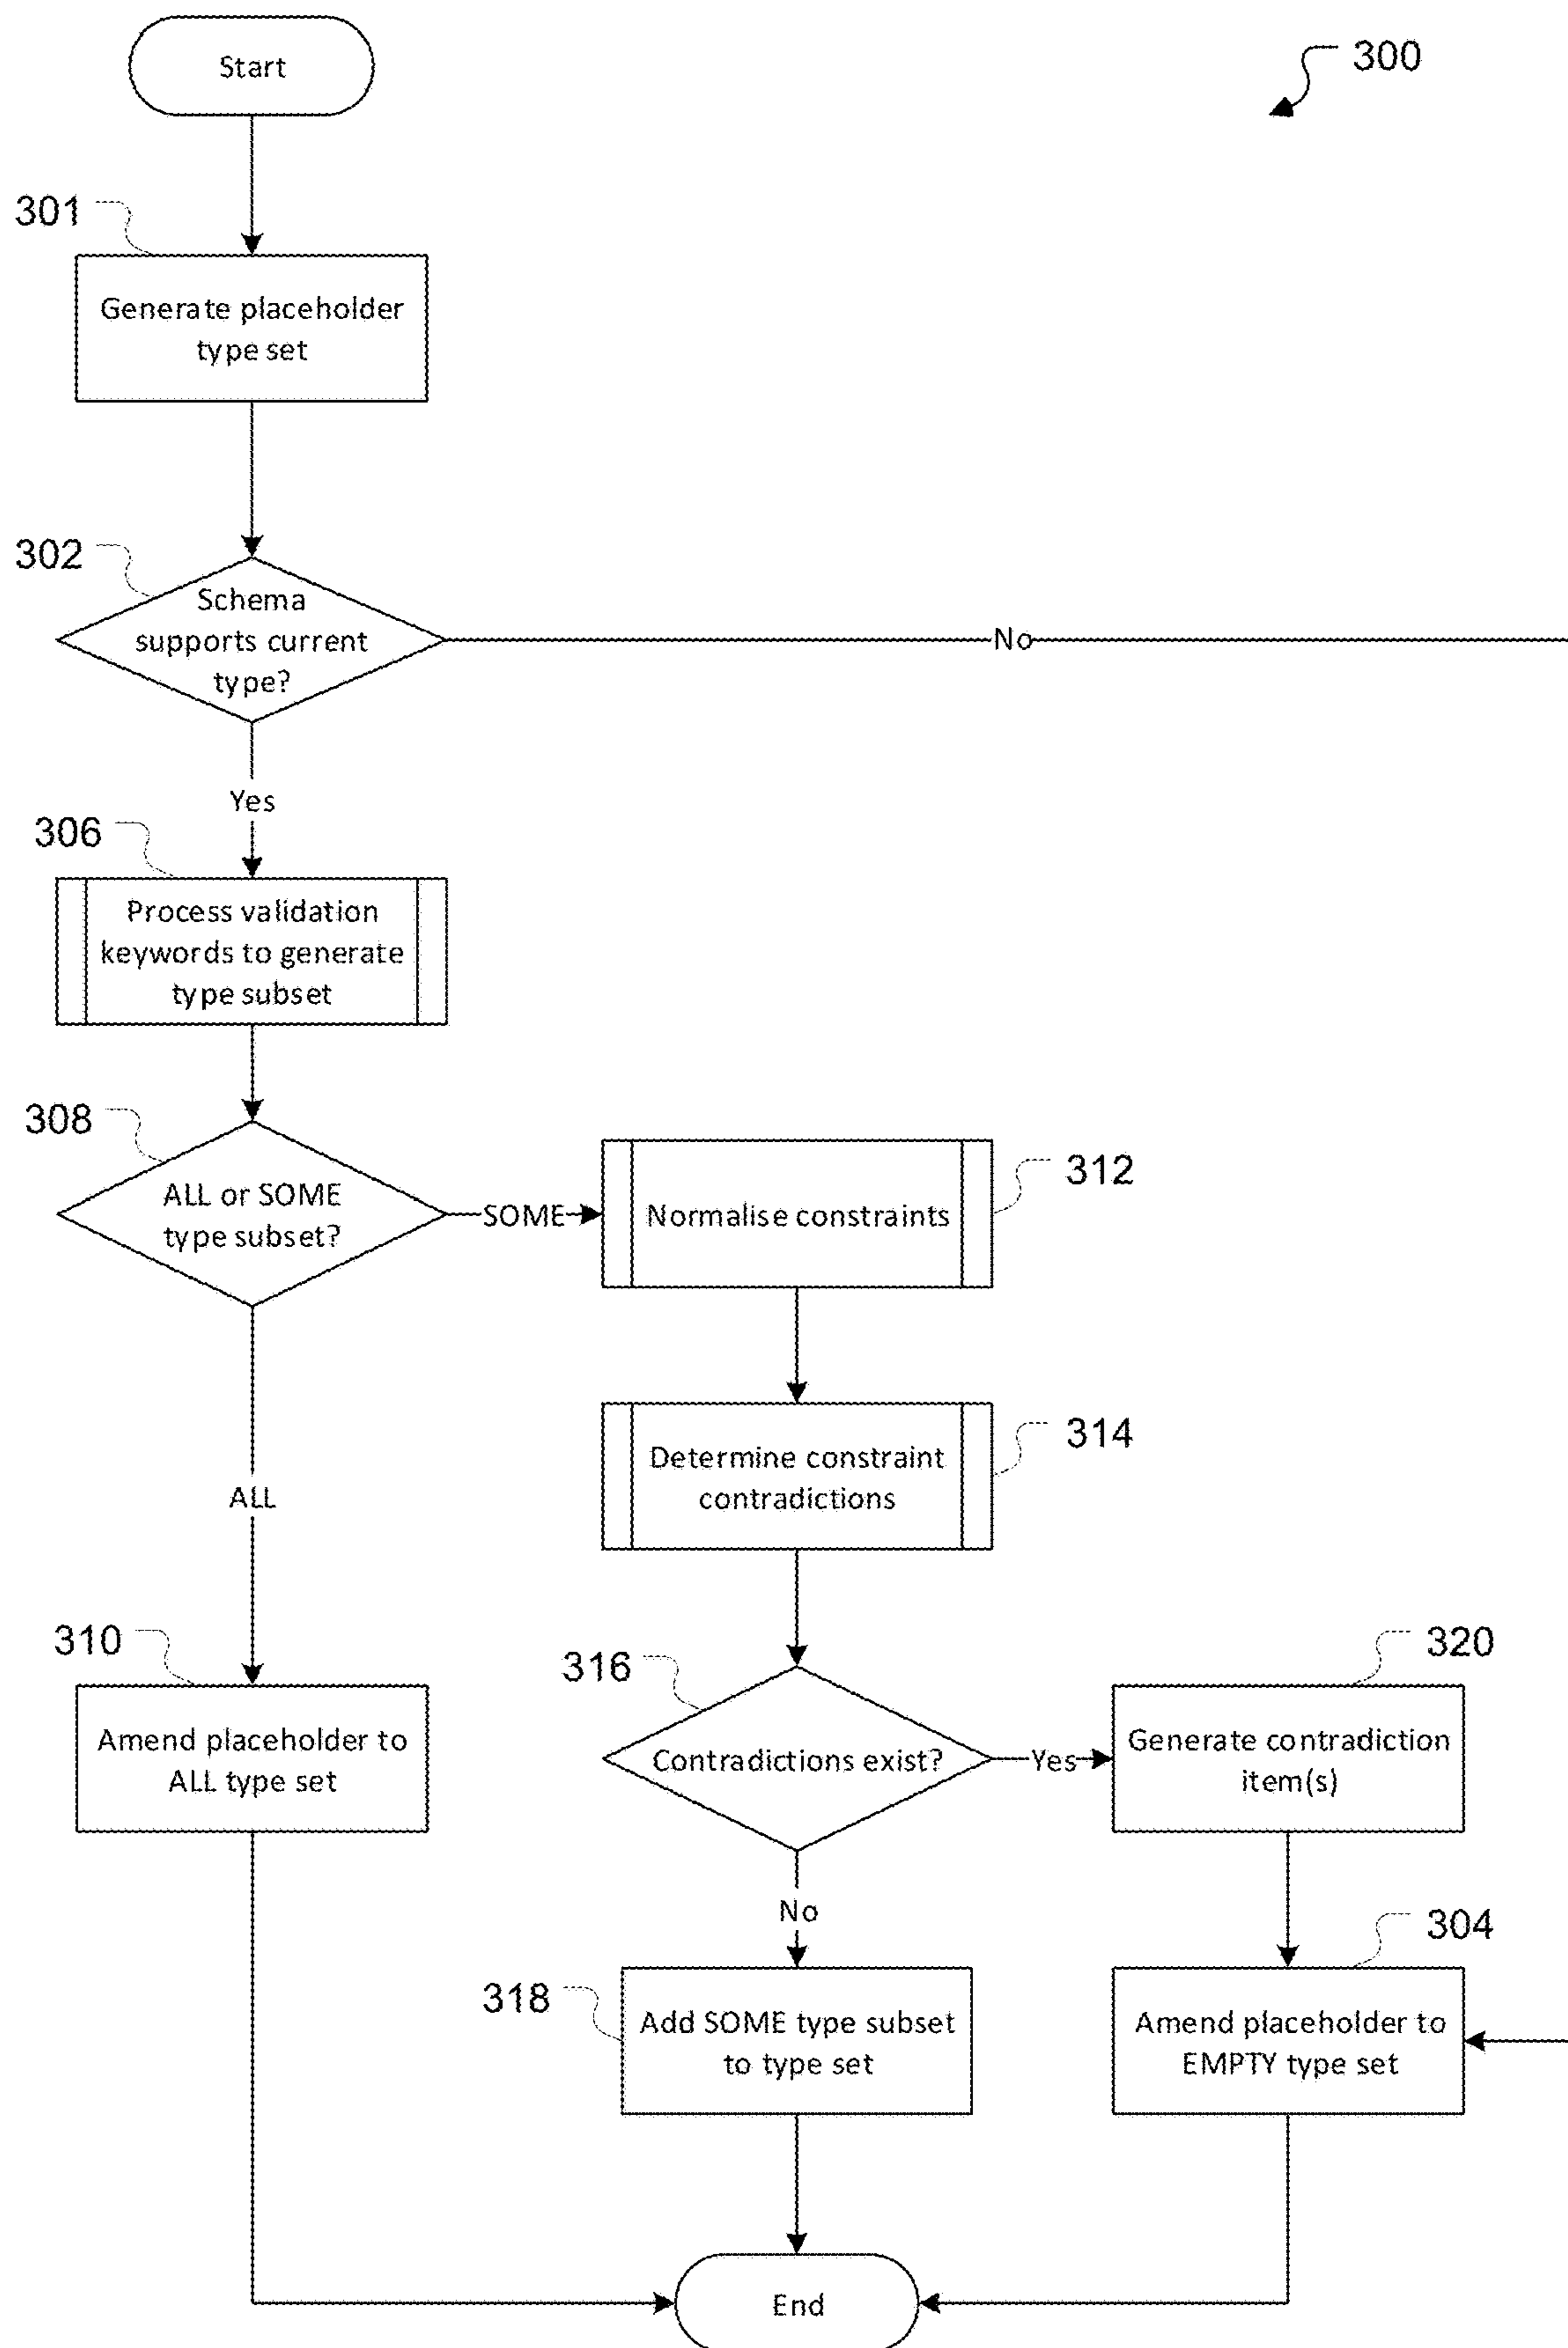 Start
300
301
Generate placeholder
type set
302
Schema
supports current
type?
No
Yes
306
Process validation
keywords to generate
type subset
308
ALL or SOME
type subset?
SOME
312
Normalise constraints
314
Determine constraint
contradictions
ALL
310
Amend placeholder to
ALL type set
316
Contradictions exist?
Yes
320
Generate contradiction
item(s)
No
304
318
Add SOME type subset
to type set
Amend placeholder to
EMPTY type set
End